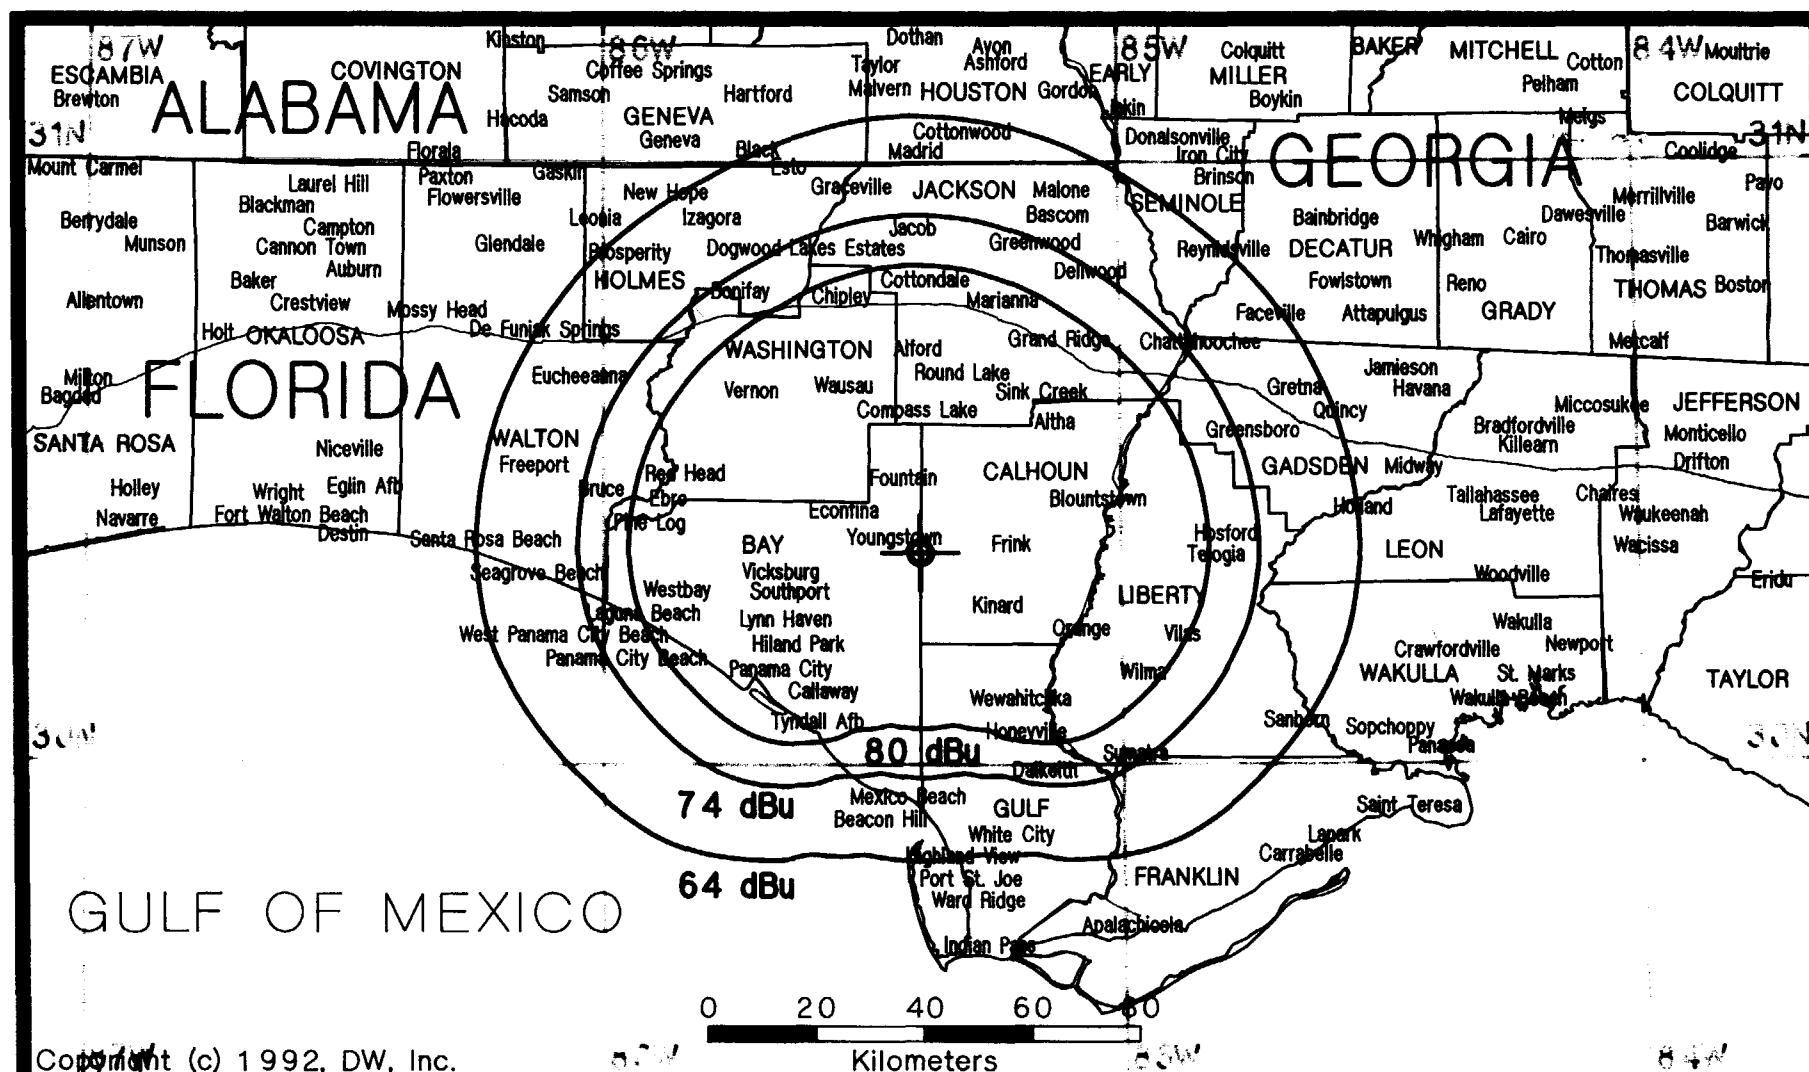 87W
86W
85W
84W
Kinston
Dothan
Avon
Ashford
Colquitt
BAKER
MITCHELL
Cotton
Moultrie
ESCAMBIA
Brewton
COVINGTON
Coffee Springs
Taylor
Malvern
EARLY
MILLER
Pelham
COLQUITT
ALABAMA
Samson
Hartford
HOUSTON
Gordon
Boykin
Hacoda
GENEVA
Geneva
Cottonwood
Donalsonville
Meigs
31N
31N
Florala
Black
Esto
Madrid
Iron City
Brinson
GEORGIA
Coolidge
Mount Carmel
Laurel Hill
Paxton
Flowersville
Gaskin
New Hope
Graceville
JACKSON
Malone
Bascom
SEMINOLE
Merrillville
Pavo
Blackman
Berrydale
Campton
Leonia
Izagora
Jacob
Bainbridge
Dawesville
Barwick
Munson
Cannon Town
Auburn
Glendale
Prosperity
Dogwood Lakes Estates
Greenwood
Reynoldsville
DECATUR
Whigham
Cairo
Thomasville
Baker
HOLMES
Bonifay
Cottondale
Dellwood
Fowlstown
Reno
THOMAS
Boston
Allentown
Crestview
Mossy Head
Chipley
Marianna
Faceville
Attapulgus
GRADY
Holt
OKALOOSA
De Funiak Springs
Grand Ridge
Chattahoochee
Metcalf
WASHINGTON
Alford
Round Lake
FLORIDA
Milton
Bagdad
Eucheeanna
Vernon
Wausau
Sink Creek
Gretna
Jamieson
Havana
Quincy
Compass Lake
Altha
Greensboro
Miccosukee
JEFFERSON
SANTA ROSA
Niceville
WALTON
Freeport
Bradfordville
Killearn
Monticello
Drifton
Red Head
Fountain
CALHOUN
GADSDEN
Midway
Holley
Wright
Eglin Afb
Bruce
Ebro
Blountstown
Holland
Tallahassee
Lafayette
Chaires
Waukeenah
Navarre
Fort Walton Beach
Destin
Pine Log
Econfina
Santa Rosa Beach
BAY
Youngstown
Frink
Hosford
Telogia
LEON
Wacissa
Seagrove Beach
Vicksburg
Southport
Westbay
Woodville
Eridu
Laguna Beach
Lynn Haven
Kinard
LIBERTY
West Panama City Beach
Hiland Park
Orange
Vilas
Wakulla
Newport
Panama City Beach
Panama City
Crawfordville
Callaway
Wilma
WAKULLA
St. Marks
TAYLOR
Wewahitchka
Wakulla Beach
Tyndall Afb
Honeyville
Sanborn
Sopchoppy
Panacea
80 dBu
Sumatra
Dalkeith
74 dBu
Mexico Beach
Beacon Hill
GULF
White City
Saint Teresa
Lanark
Carrabelle
64 dBu
Highland View
Port St. Joe
Ward Ridge
FRANKLIN
GULF OF MEXICO
Apalachicola
Indian Pass
0 20 40 60 80
Kilometers
Copyright (c) 1992, DW, Inc.
85W
84W